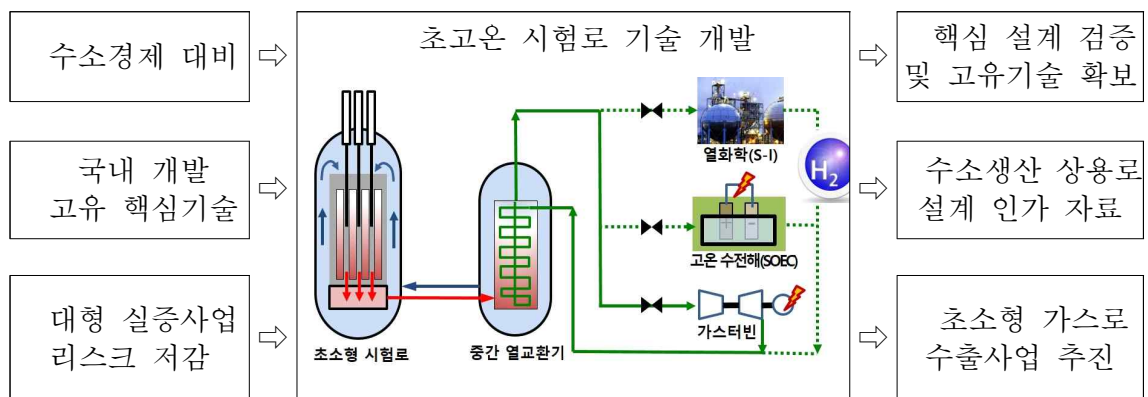 수소경제 대비
국내 개발
고유 핵심기술
대형 실증사업
리스크 저감
초고온 시험로 기술 개발
초소형 시험로
중간 열교환기
열화학(S-I)
H2
고온 수전해(SOEC)
가스터빈
핵심 설계 검증
및 고유기술 확보
수소생산 상용로
설계 인가 자료
초소형 가스로
수출사업 추진